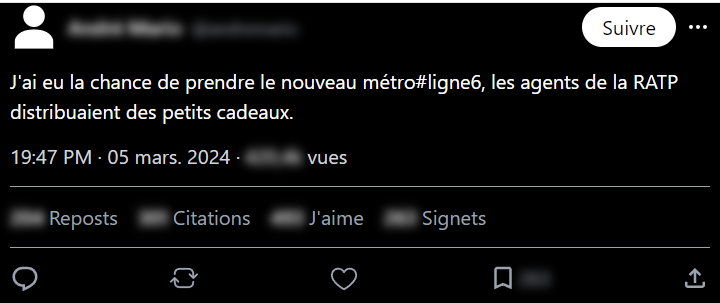 Suivre
J'ai eu la chance de prendre le nouveau métro#ligne6, les agents de la RATP
distribuaient des petits cadeaux.
19:47 PM · 05 mars. 2024 · vues
Reposts Citations J'aime Signets